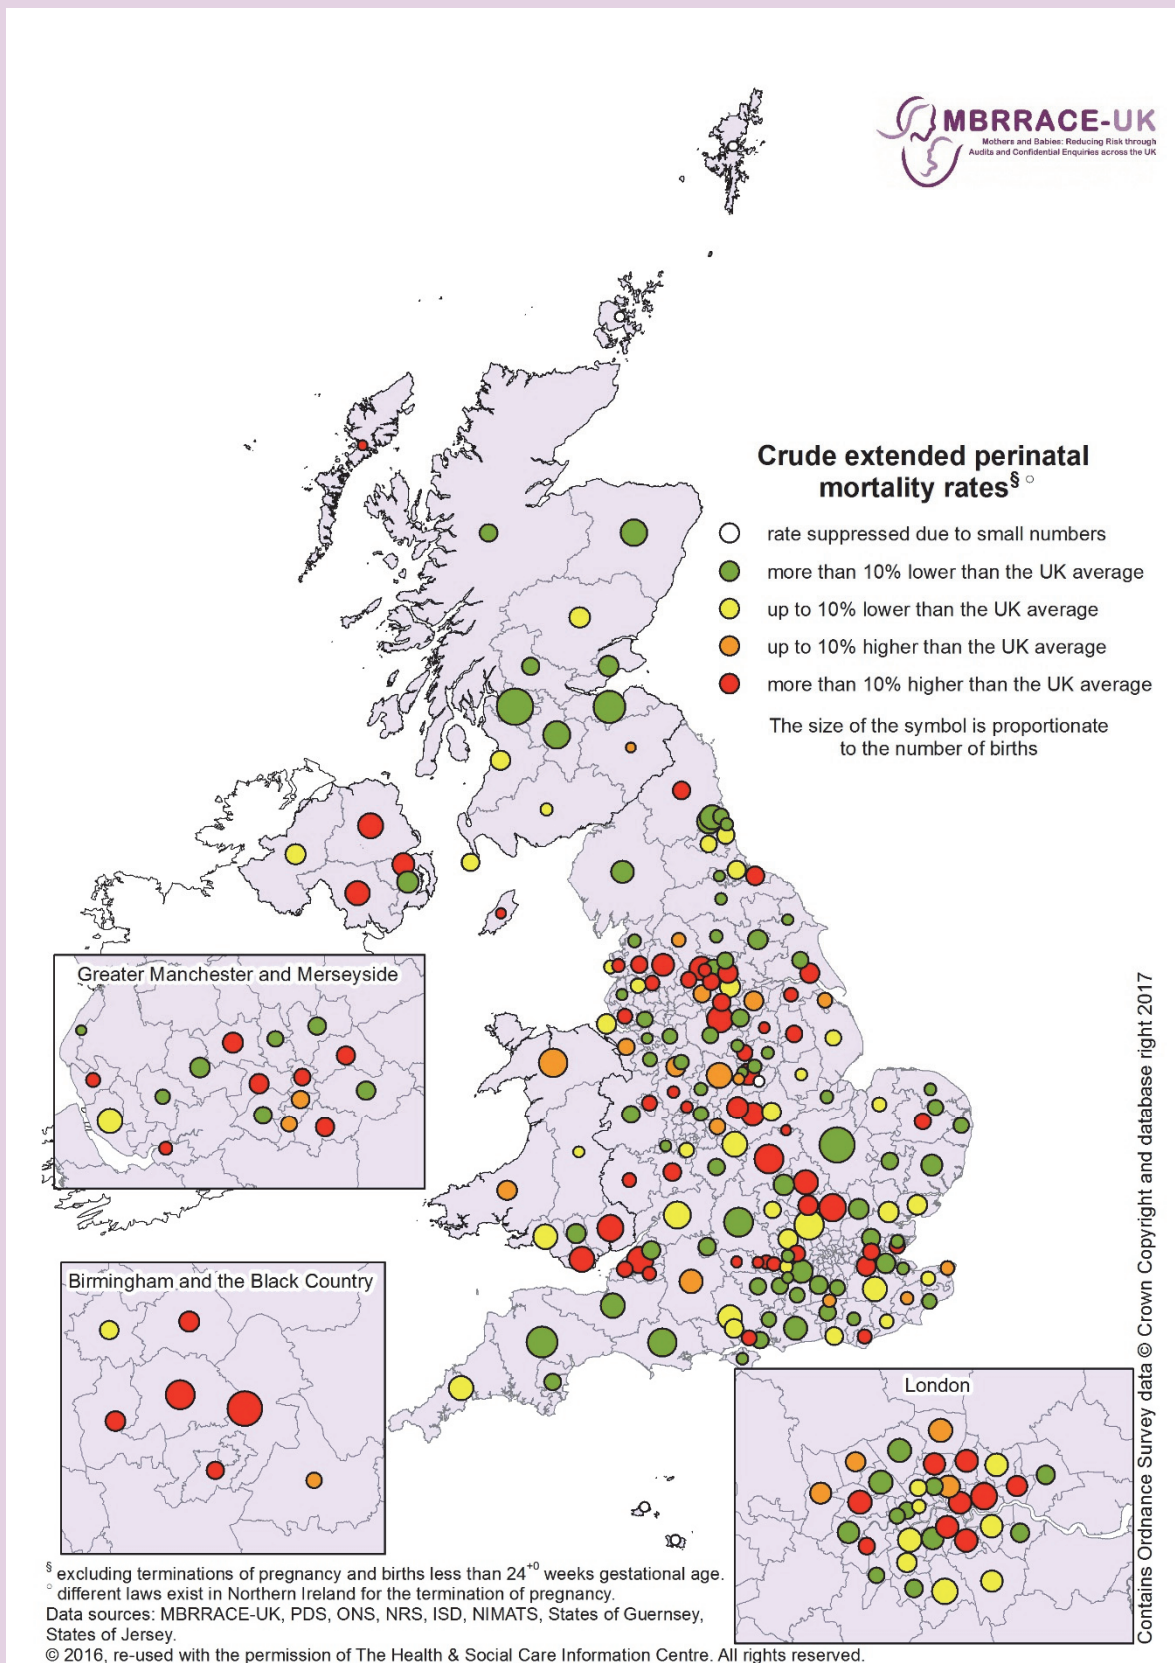 MBRRACE-UK
Mothers and Babies: Reducing Risk through
Audits and Confidential Enquiries across the UK
Crude extended perinatal
mortality rates§ °
rate suppressed due to small numbers
more than 10% lower than the UK average
up to 10% lower than the UK average
up to 10% higher than the UK average
more than 10% higher than the UK average
The size of the symbol is proportionate
to the number of births
Greater Manchester and Merseyside
Birmingham and the Black Country
London
§ excluding terminations of pregnancy and births less than 24+0 weeks gestational age.
° different laws exist in Northern Ireland for the termination of pregnancy.
Data sources: MBRRACE-UK, PDS, ONS, NRS, ISD, NIMATS, States of Guernsey,
States of Jersey.
© 2016, re-used with the permission of The Health & Social Care Information Centre. All rights reserved.
Contains Ordnance Survey data © Crown Copyright and database right 2017